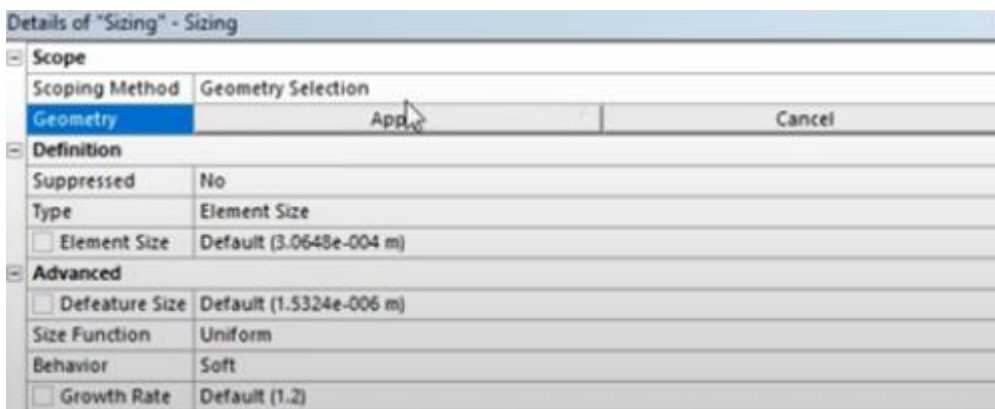 Details of "Sizing" - Sizing
Scope
Scoping Method Geometry Selection
Geometry Cancel
Definition
Suppressed No
Type Element Size
Element Size Default (3.0648e-004 m)
Advanced
Defeature Size Default (1.5324e-006 m)
Size Function Uniform
Behavior Soft
Growth Rate Default (1.2)